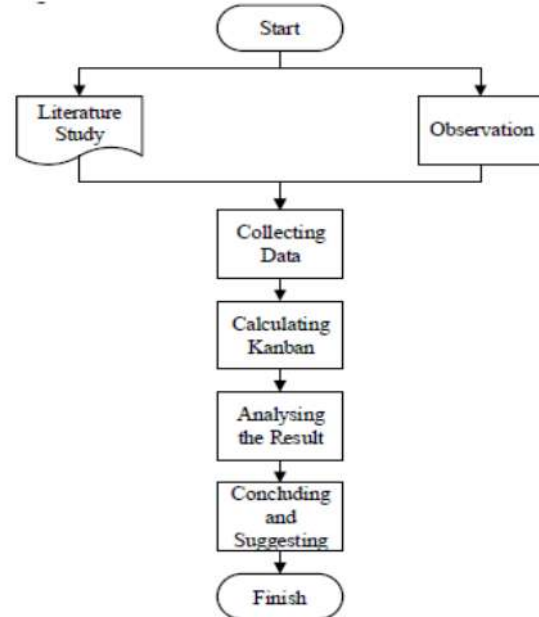 Start
Literature
Study
Observation
Collecting
Data
Calculating
Kanban
Analysing
the Result
Concluding
and
Suggesting
Finish